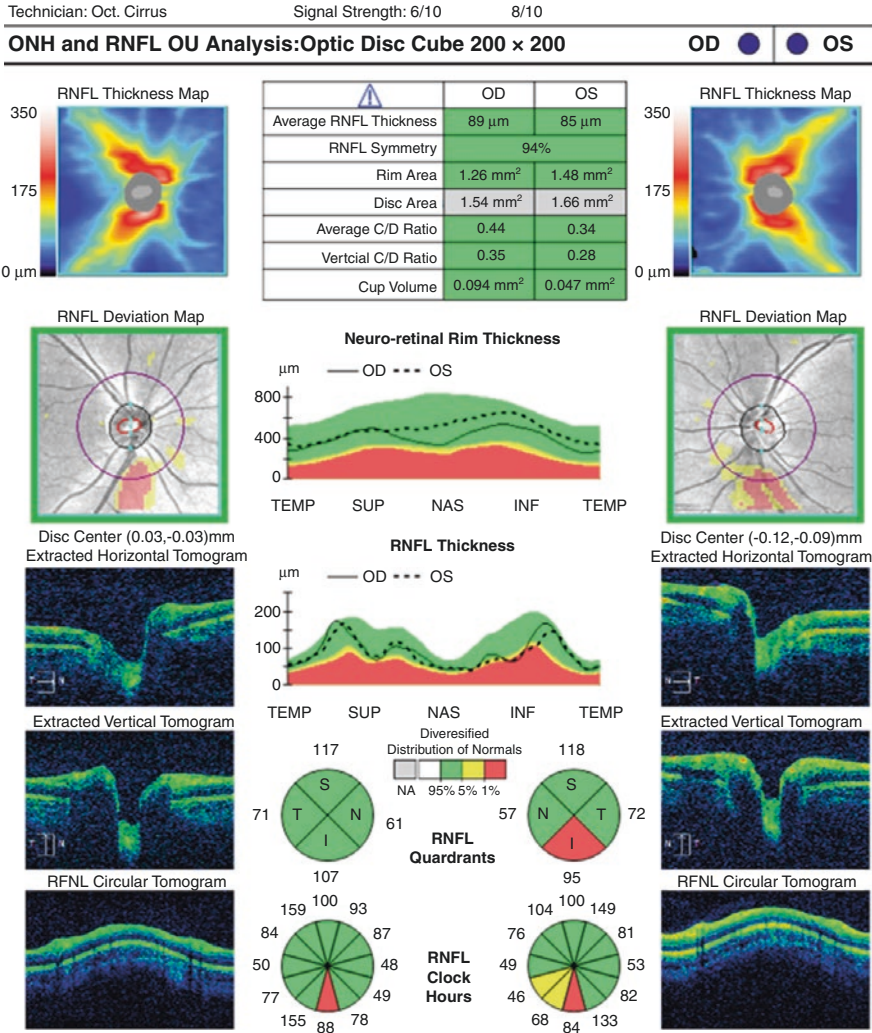 Technician: Oct. Cirrus Signal Strength: 6/10 8/10
ONH and RNFL OU Analysis:Optic Disc Cube 200 × 200 OD OS
RNFL Thickness Map
350
175
0 μm
OD OS
Average RNFL Thickness 89 μm 85 μm
RNFL Symmetry 94%
Rim Area 1.26 mm² 1.48 mm²
Disc Area 1.54 mm² 1.66 mm²
Average C/D Ratio 0.44 0.34
Vertcial C/D Ratio 0.35 0.28
Cup Volume 0.094 mm² 0.047 mm²
RNFL Thickness Map
350
175
0 μm
RNFL Deviation Map
Disc Center (0.03,-0.03)mm
Extracted Horizontal Tomogram
T N
Extracted Vertical Tomogram
RFNL Circular Tomogram
Neuro-retinal Rim Thickness
μm OD OS
800
400
0
TEMP SUP NAS INF TEMP
RNFL Thickness
μm OD OS
200
100
0
TEMP SUP NAS INF TEMP
Diveresified
Distribution of Normals
NA 95% 5% 1%
117
S
71 T N 61
I
107
RNFL
Quadrants
118
S
57 N T 72
I
95
159 100 93
84 87
50 48
77 49
155 88 78
RNFL
Clock
Hours
104 100 149
76 81
49 53
46 82
68 84 133
RNFL Deviation Map
Disc Center (-0.12,-0.09)mm
Extracted Horizontal Tomogram
N T
Extracted Vertical Tomogram
RFNL Circular Tomogram